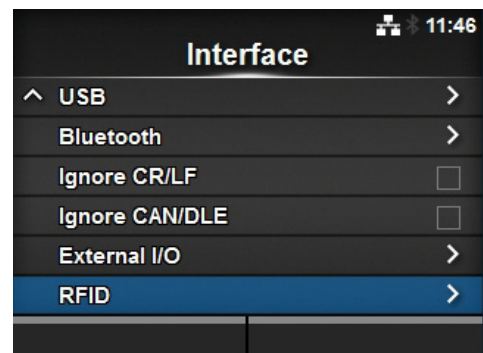 11:46
Interface
USB
Bluetooth
Ignore CR/LF
Ignore CAN/DLE
External I/O
RFID